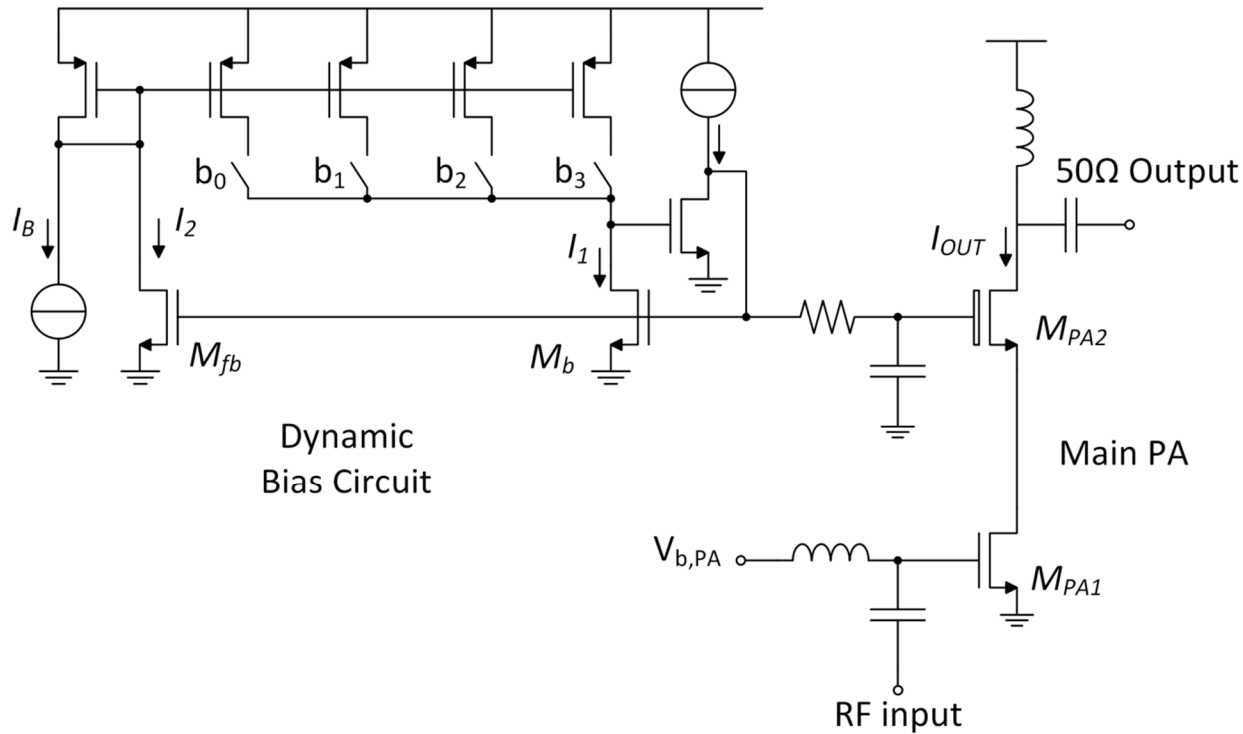 b0
b1
b2
b3
50Ω Output
IB
I2
I1
IOUT
Mfb
Mb
MPA2
Dynamic
Bias Circuit
Main PA
Vb,PA
MPA1
RF input